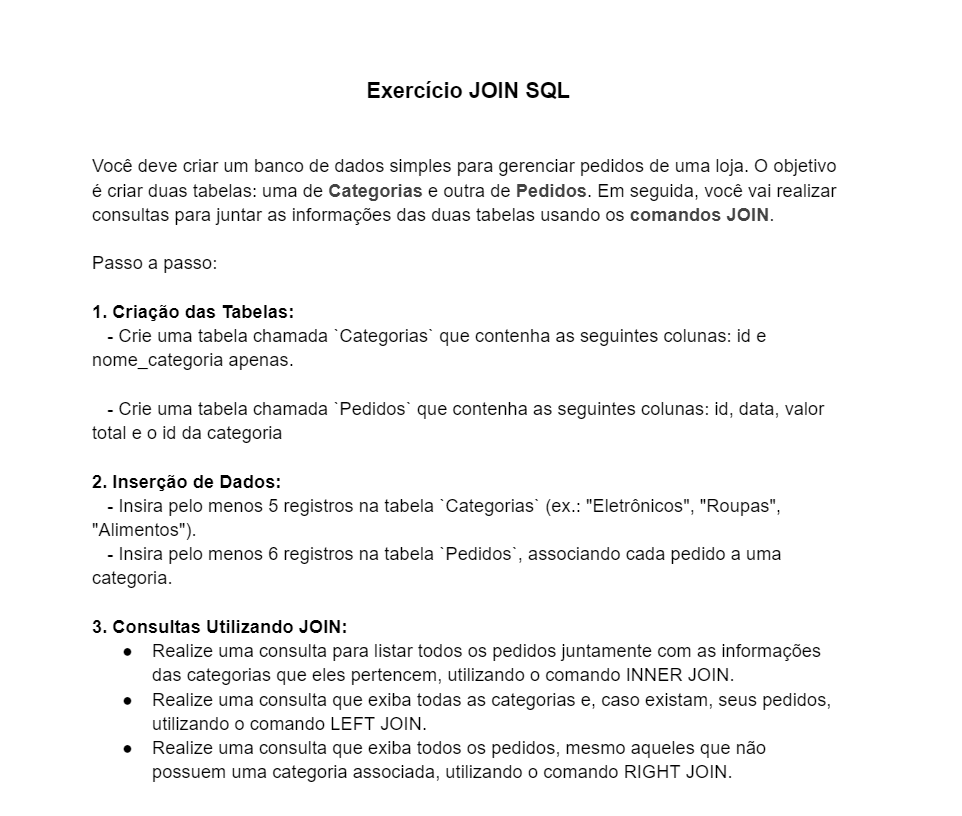 Exercício JOIN SQL
Você deve criar um banco de dados simples para gerenciar pedidos de uma loja. O objetivo
é criar duas tabelas: uma de Categorias e outra de Pedidos. Em seguida, você vai realizar
consultas para juntar as informações das duas tabelas usando os comandos JOIN.
Passo a passo:
1. Criação das Tabelas:
- Crie uma tabela chamada `Categorias` que contenha as seguintes colunas: id e
nome_categoria apenas.
- Crie uma tabela chamada `Pedidos` que contenha as seguintes colunas: id, data, valor
total e o id da categoria
2. Inserção de Dados:
- Insira pelo menos 5 registros na tabela `Categorias` (ex.: "Eletrônicos", "Roupas",
"Alimentos").
- Insira pelo menos 6 registros na tabela `Pedidos`, associando cada pedido a uma
categoria.
3. Consultas Utilizando JOIN:
● Realize uma consulta para listar todos os pedidos juntamente com as informações
das categorias que eles pertencem, utilizando o comando INNER JOIN.
● Realize uma consulta que exiba todas as categorias e, caso existam, seus pedidos,
utilizando o comando LEFT JOIN.
● Realize uma consulta que exiba todos os pedidos, mesmo aqueles que não
possuem uma categoria associada, utilizando o comando RIGHT JOIN.